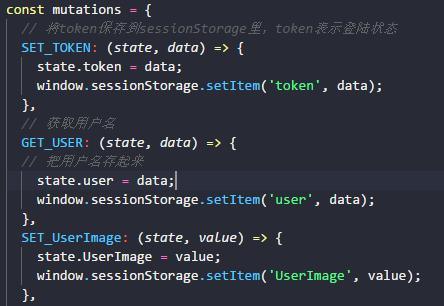 const mutations = {
// 将token保存到sessionStorage里，token表示登陆状态
SET_TOKEN: (state, data) => {
state.token = data;
window.sessionStorage.setItem('token', data);
},
// 获取用户名
GET_USER: (state, data) => {
// 把用户名存起来
state.user = data;
window.sessionStorage.setItem('user', data);
},
SET_UserImage: (state, value) => {
state.UserImage = value;
window.sessionStorage.setItem('UserImage', value);